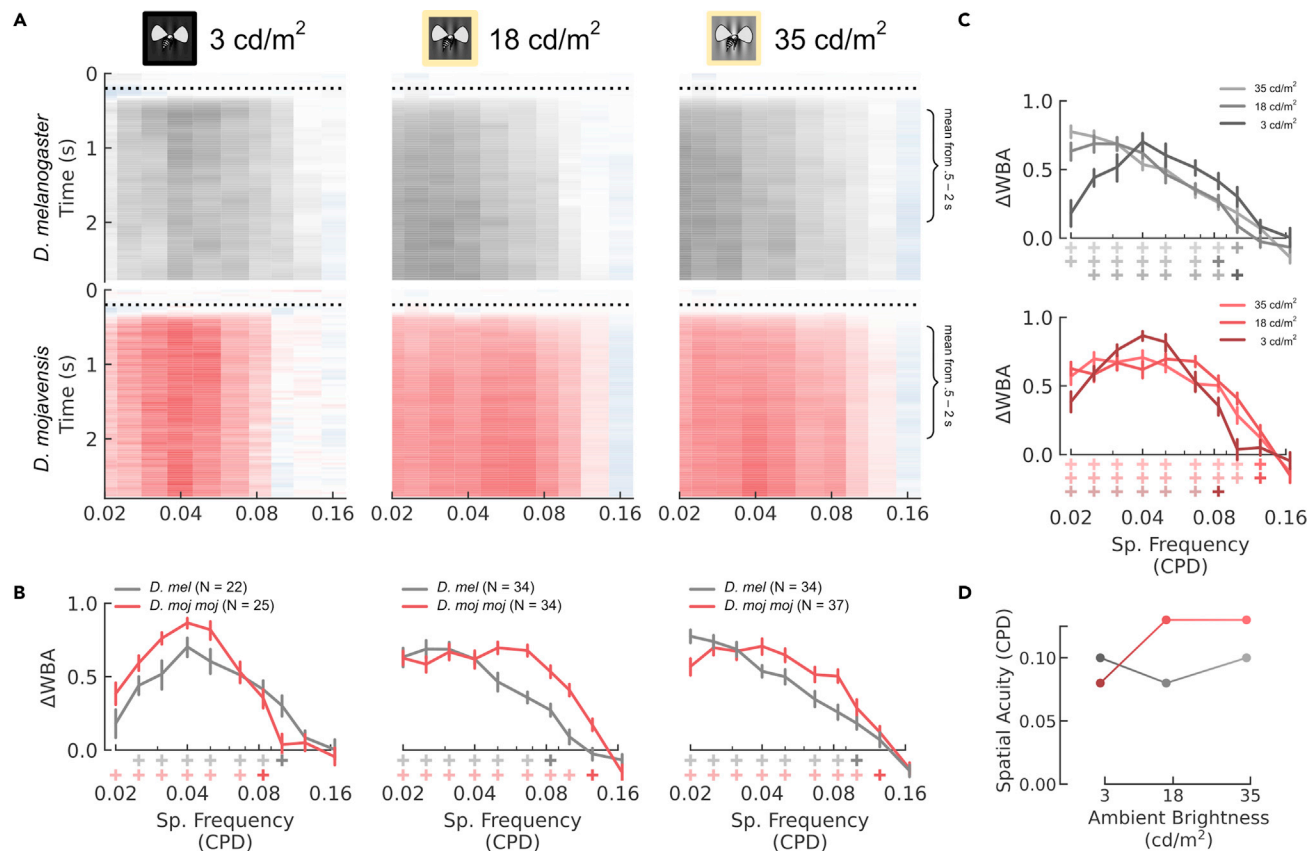 A
3 cd/m²
18 cd/m²
35 cd/m²
D. melanogaster
Time (s)
0
1
2
mean from .5 – 2 s
D. mojavensis
Time (s)
0
1
2
mean from .5 – 2 s
0.02 0.04 0.08 0.16
0.02 0.04 0.08 0.16
0.02 0.04 0.08 0.16
B
D. mel (N = 22)
D. moj moj (N = 25)
D. mel (N = 34)
D. moj moj (N = 34)
D. mel (N = 34)
D. moj moj (N = 37)
ΔWBA
1.0
0.5
0.0
0.02 0.04 0.08 0.16
Sp. Frequency
(CPD)
0.02 0.04 0.08 0.16
Sp. Frequency
(CPD)
0.02 0.04 0.08 0.16
Sp. Frequency
(CPD)
C
35 cd/m²
18 cd/m²
3 cd/m²
ΔWBA
1.0
0.5
0.0
35 cd/m²
18 cd/m²
3 cd/m²
ΔWBA
1.0
0.5
0.0
0.02 0.04 0.08 0.16
Sp. Frequency
(CPD)
D
Spatial Acuity (CPD)
0.10
0.05
0.00
3 18 35
Ambient Brightness
(cd/m²)